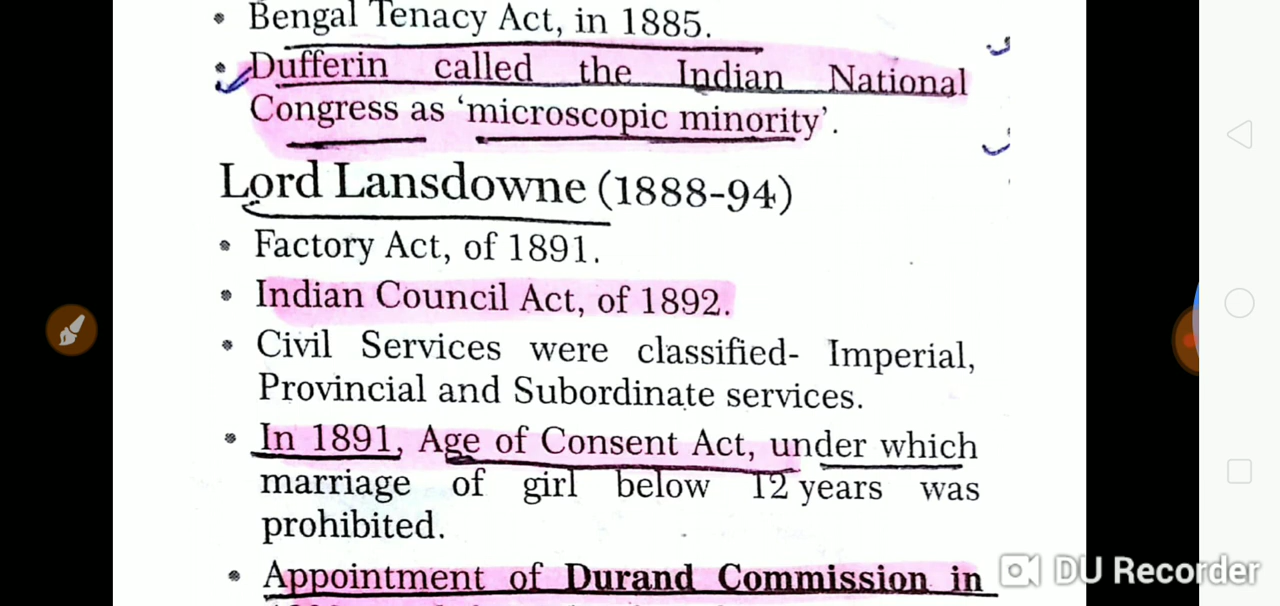 • Bengal Tenacy Act, in 1885.
• Dufferin called the Indian National
Congress as ‘microscopic minority’.
Lord Lansdowne (1888-94)
• Factory Act, of 1891.
• Indian Council Act, of 1892.
• Civil Services were classified- Imperial,
Provincial and Subordinate services.
• In 1891, Age of Consent Act, under which
marriage of girl below 12 years was
prohibited.
• Appointment of Durand Commission in
DU Recorder